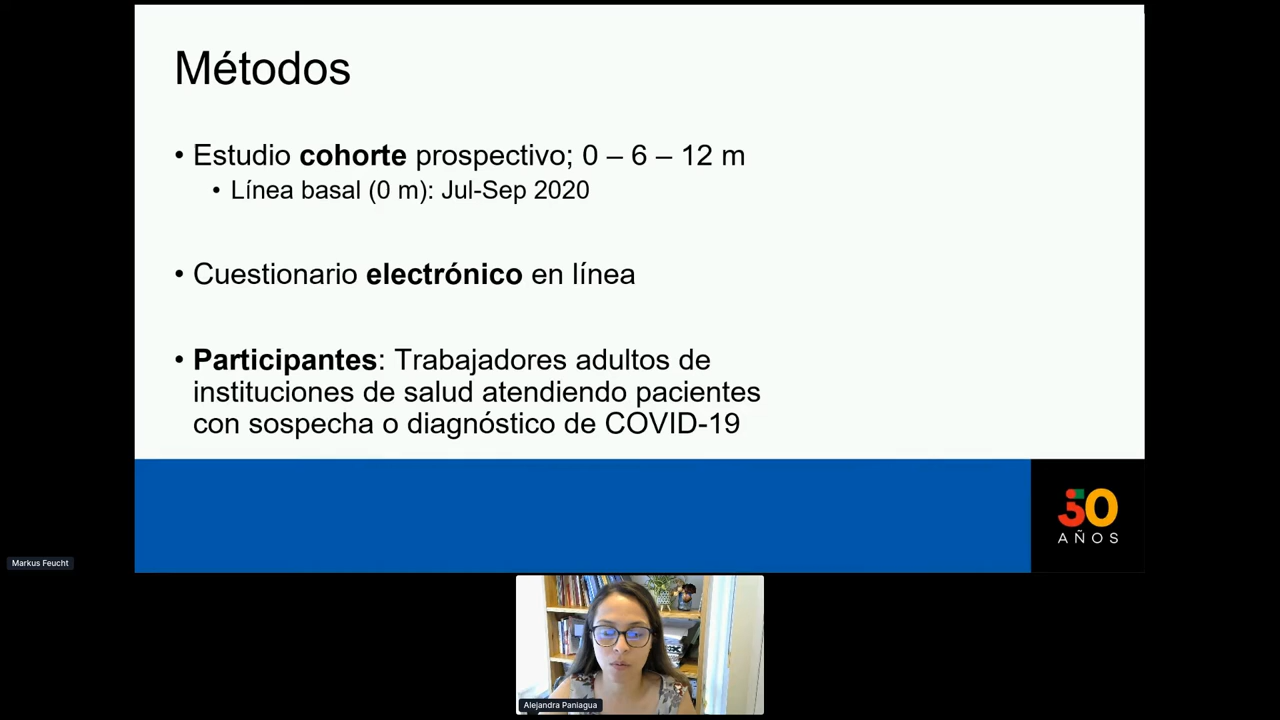 Métodos
• Estudio cohorte prospectivo; 0 – 6 – 12 m
• Línea basal (0 m): Jul-Sep 2020
• Cuestionario electrónico en línea
• Participantes: Trabajadores adultos de
instituciones de salud atendiendo pacientes
con sospecha o diagnóstico de COVID-19
50
AÑOS
Markus Feucht
Alejandra Paniagua